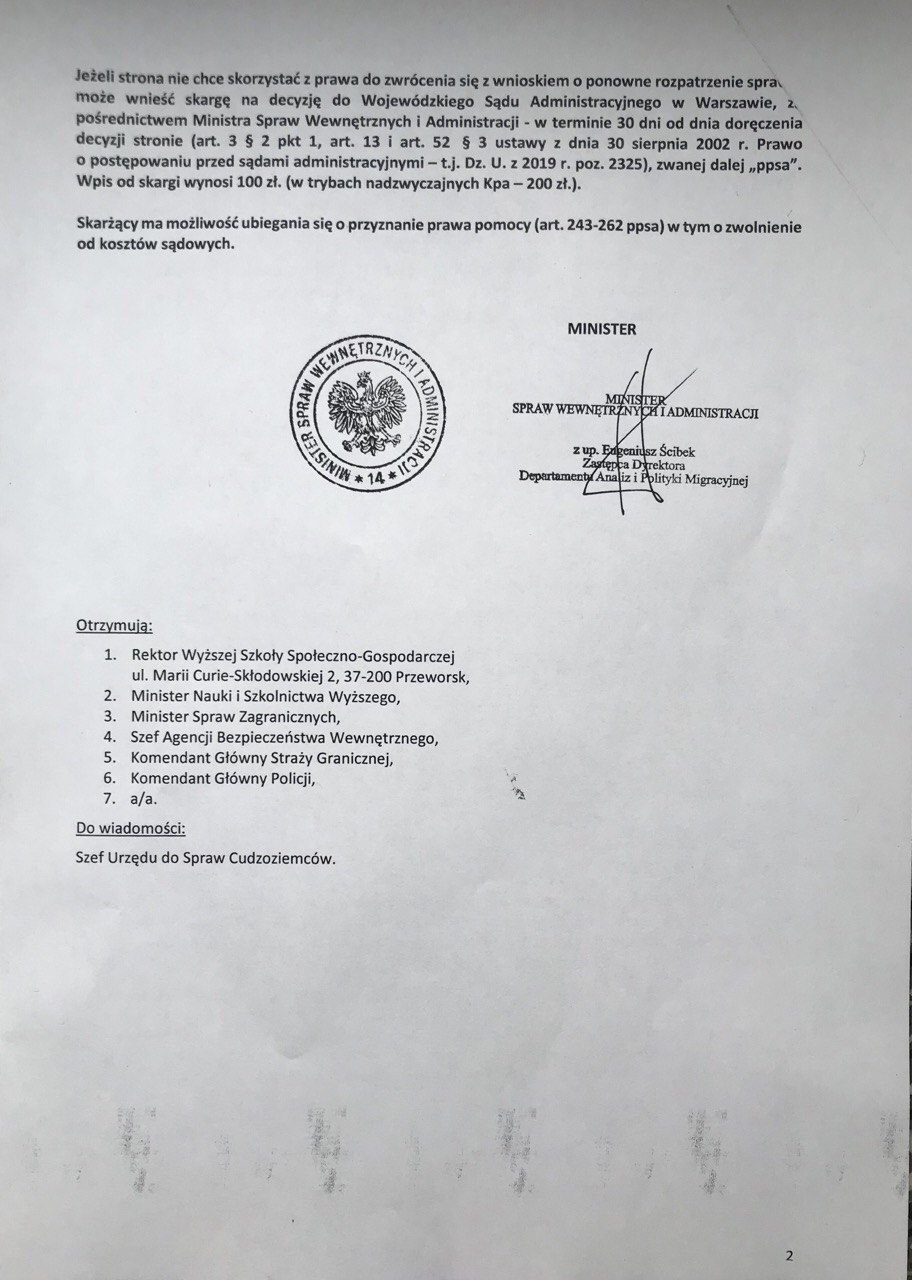 Jeżeli strona nie chce skorzystać z prawa do zwrócenia się z wnioskiem o ponowne rozpatrzenie
może wnieść skargę na decyzję do Wojewódzkiego Sądu Administracyjnego w Warszawie,
pośrednictwem Ministra Spraw Wewnętrznych i Administracji - w terminie 30 dni od dnia doręczenia
decyzji stronie (art. 3 § 2 pkt 1, art. 13 i art. 52 § 3 ustawy z dnia 30 sierpnia 2002 r. Prawo
o postępowaniu przed sądami administracyjnymi – t.j. Dz. U. z 2019 r. poz. 2325), zwanej dalej „ppsa”.
Wpis od skargi wynosi 100 zł. (w trybach nadzwyczajnych Kpa – 200 zł.).
Skarżący ma możliwość ubiegania się o przyznanie prawa pomocy (art. 243-262 ppsa) w tym o zwolnienie
od kosztów sądowych.
MINISTER
MINISTER SPRAW WEWNĘTRZNYCH I ADMINISTRACJI * 14 *
MINISTER
SPRAW WEWNĘTRZNYCH I ADMINISTRACJI
z up. Eugeniusz Ścibek
Zastępca Dyrektora
Departamentu Analiz i Polityki Migracyjnej
Otrzymują:
1. Rektor Wyższej Szkoły Społeczno-Gospodarczej
ul. Marii Curie-Skłodowskiej 2, 37-200 Przeworsk,
2. Minister Nauki i Szkolnictwa Wyższego,
3. Minister Spraw Zagranicznych,
4. Szef Agencji Bezpieczeństwa Wewnętrznego,
5. Komendant Główny Straży Granicznej,
6. Komendant Główny Policji,
7. a/a.
Do wiadomości:
Szef Urzędu do Spraw Cudzoziemców.
2